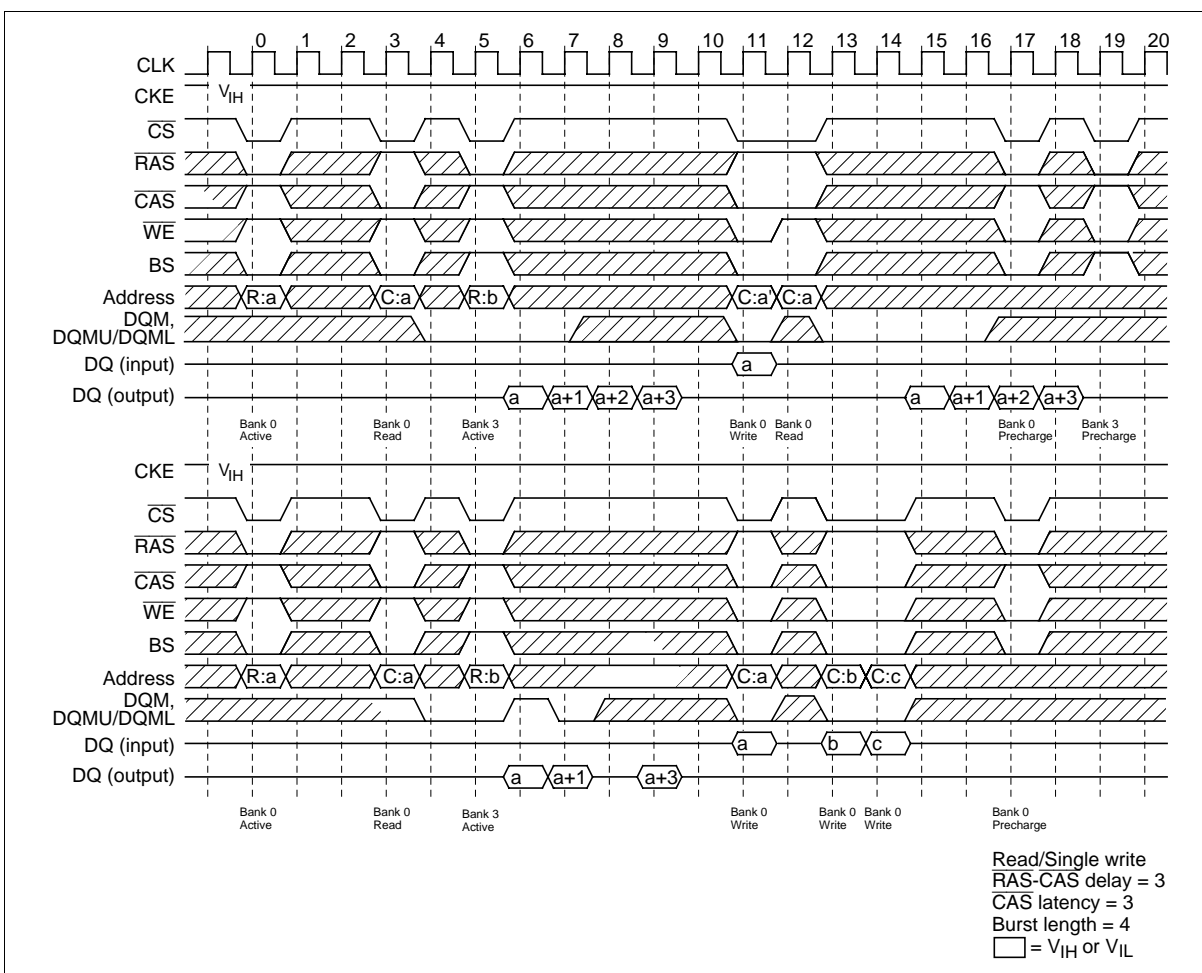 0 1 2 3 4 5 6 7 8 9 10 11 12 13 14 15 16 17 18 19 20
CLK
CKE VIH
CS
RAS
CAS
WE
BS
Address R:a C:a R:b C:a' C:a
DQM,
DQMU/DQML
DQ (input) a
DQ (output) a a+1 a+2 a+3 a a+1 a+2 a+3
Bank 0 Bank 0 Bank 3 Bank 0 Bank 0 Bank 0 Bank 3
Active Read Active Write Read Precharge Precharge
CKE VIH
CS
RAS
CAS
WE
BS
Address R:a C:a R:b C:a C:b C:c
DQM,
DQMU/DQML
DQ (input) a b c
DQ (output) a a+1 a+3
Bank 0 Bank 0 Bank 3 Bank 0 Bank 0 Bank 0 Bank 0
Active Read Active Write Write Write Precharge
Read/Single write
RAS-CAS delay = 3
CAS latency = 3
Burst length = 4
= VIH or VIL